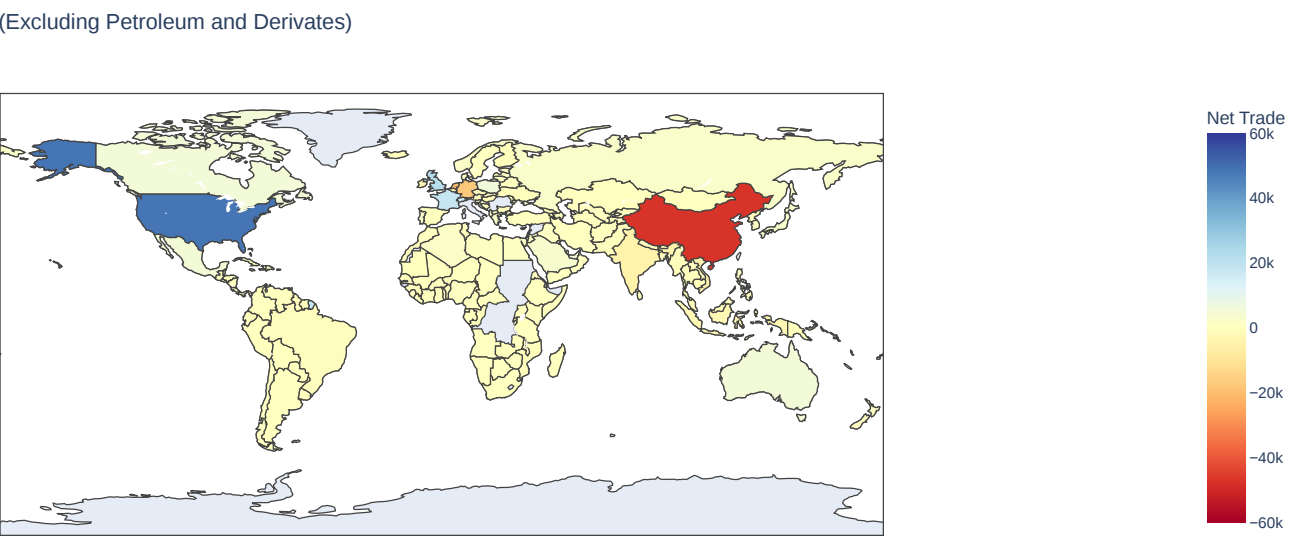 (Excluding Petroleum and Derivates)
Net Trade
60k
40k
20k
0
−20k
−40k
−60k